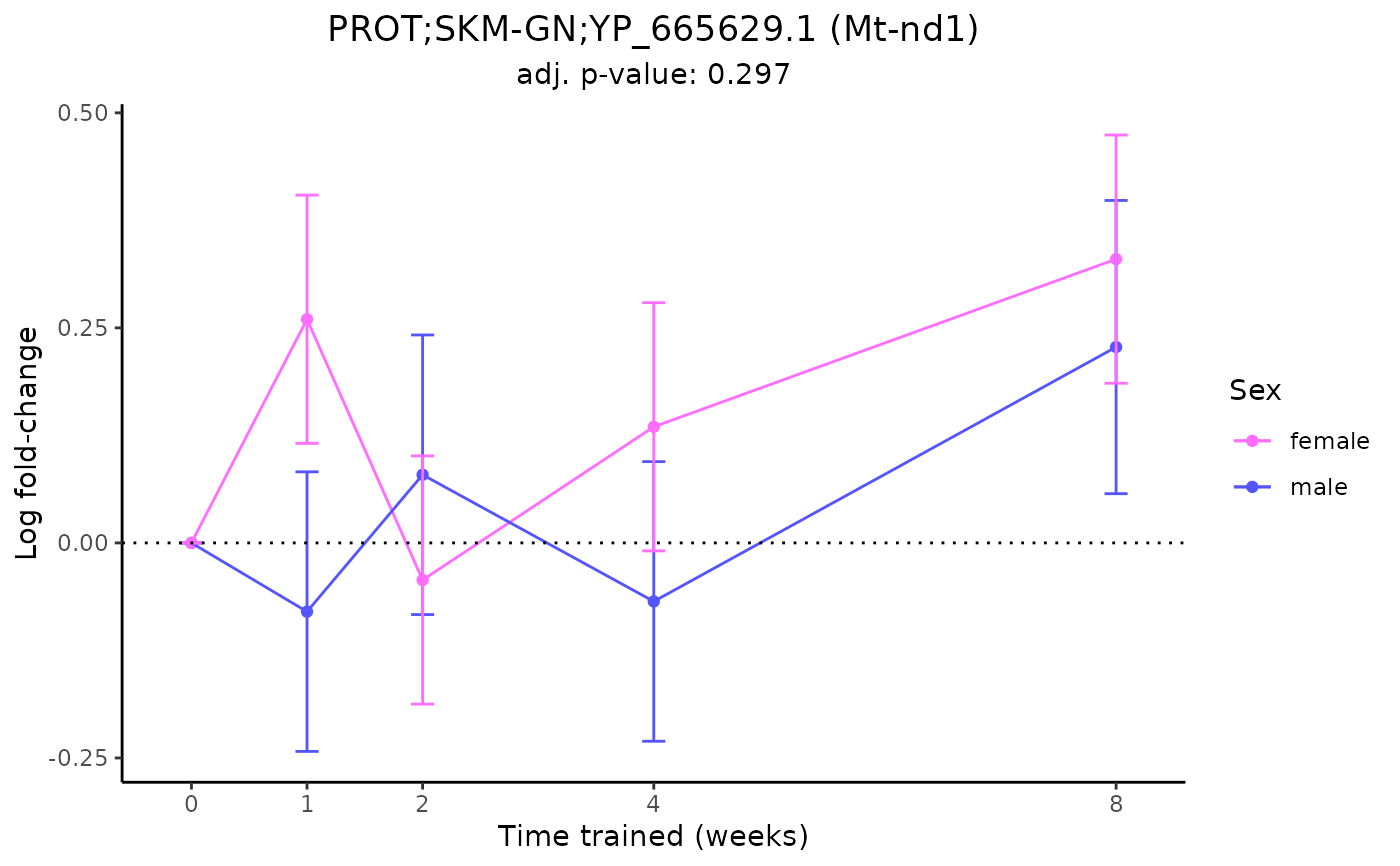 PROT;SKM-GN;YP_665629.1 (Mt-nd1)
adj. p-value: 0.297
Log fold-change
0.50
0.25
0.00
-0.25
0 1 2 4 8
Time trained (weeks)
Sex
female
male